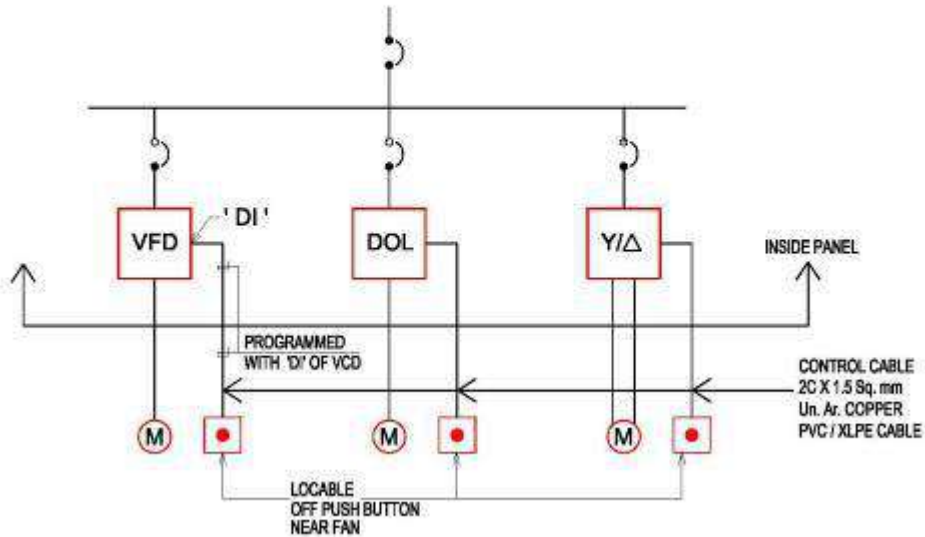 ' DI '
VFD
DOL
Y/△
INSIDE PANEL
PROGRAMMED
WITH 'DI' OF VCD
CONTROL CABLE
2C X 1.5 Sq. mm
Un. Ar. COPPER
PVC / XLPE CABLE
M
M
M
LOCABLE
OFF PUSH BUTTON
NEAR FAN